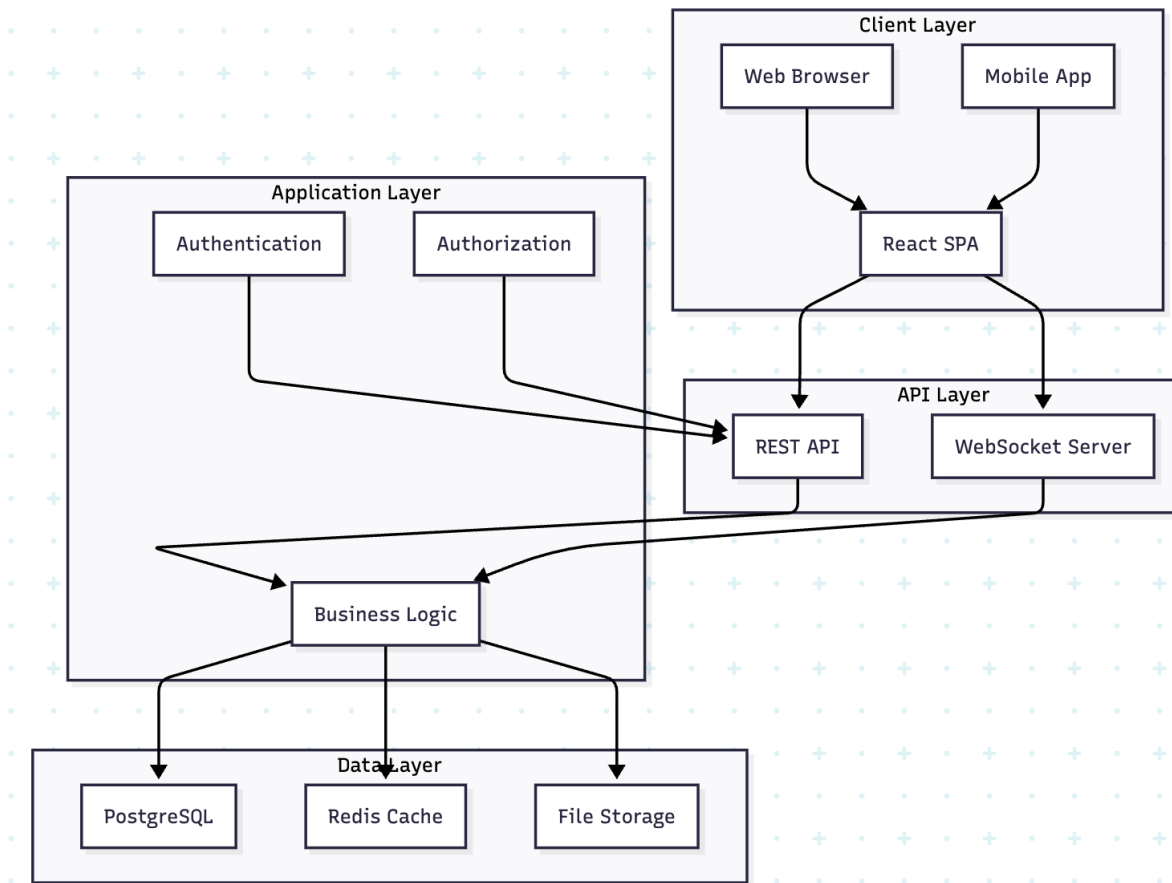 Client Layer
Web Browser
Mobile App
React SPA
Application Layer
Authentication
Authorization
API Layer
REST API
WebSocket Server
Business Logic
Data Layer
PostgreSQL
Redis Cache
File Storage